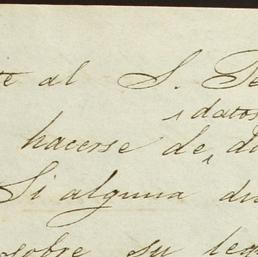 al S.
datos
hacerse de
Si alguna
sobre su